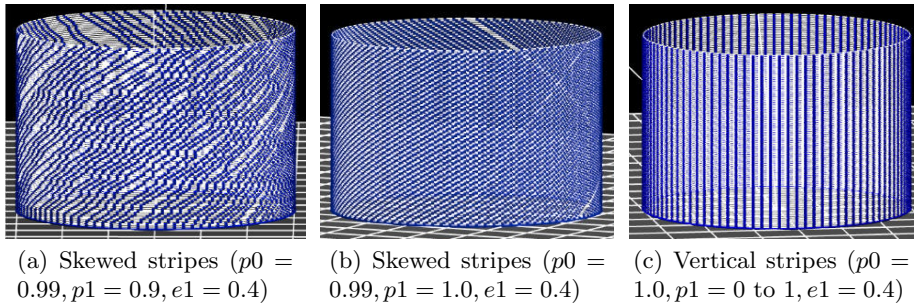 (a) Skewed stripes (p0 =
0.99, p1 = 0.9, e1 = 0.4)
(b) Skewed stripes (p0 =
0.99, p1 = 1.0, e1 = 0.4)
(c) Vertical stripes (p0 =
1.0, p1 = 0 to 1, e1 = 0.4)